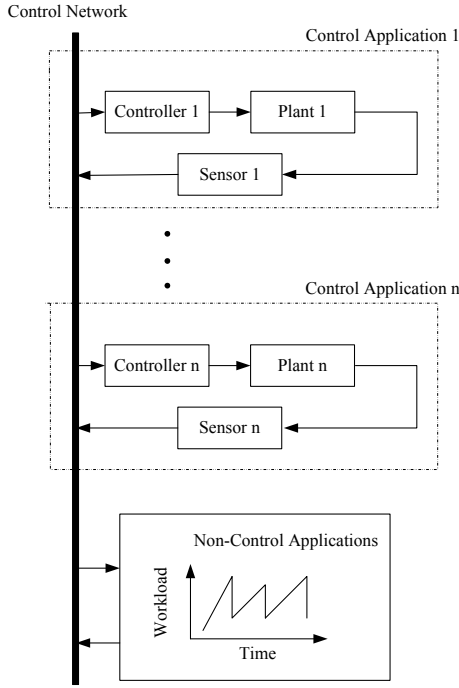 Control Network
Control Application 1
Controller 1
Plant 1
Sensor 1
Control Application n
Controller n
Plant n
Sensor n
Non-Control Applications
Workload
Time